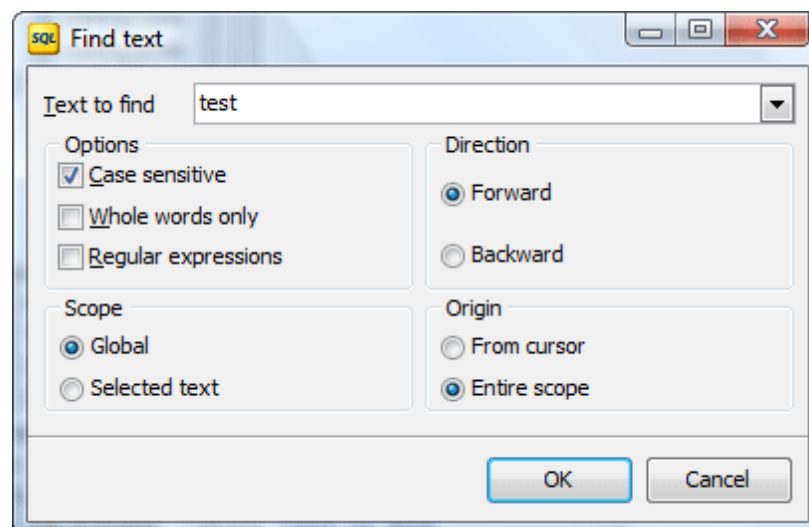 SQL Find text
Text to find test
Options
Case sensitive
Whole words only
Regular expressions
Direction
Forward
Backward
Scope
Global
Selected text
Origin
From cursor
Entire scope
OK Cancel